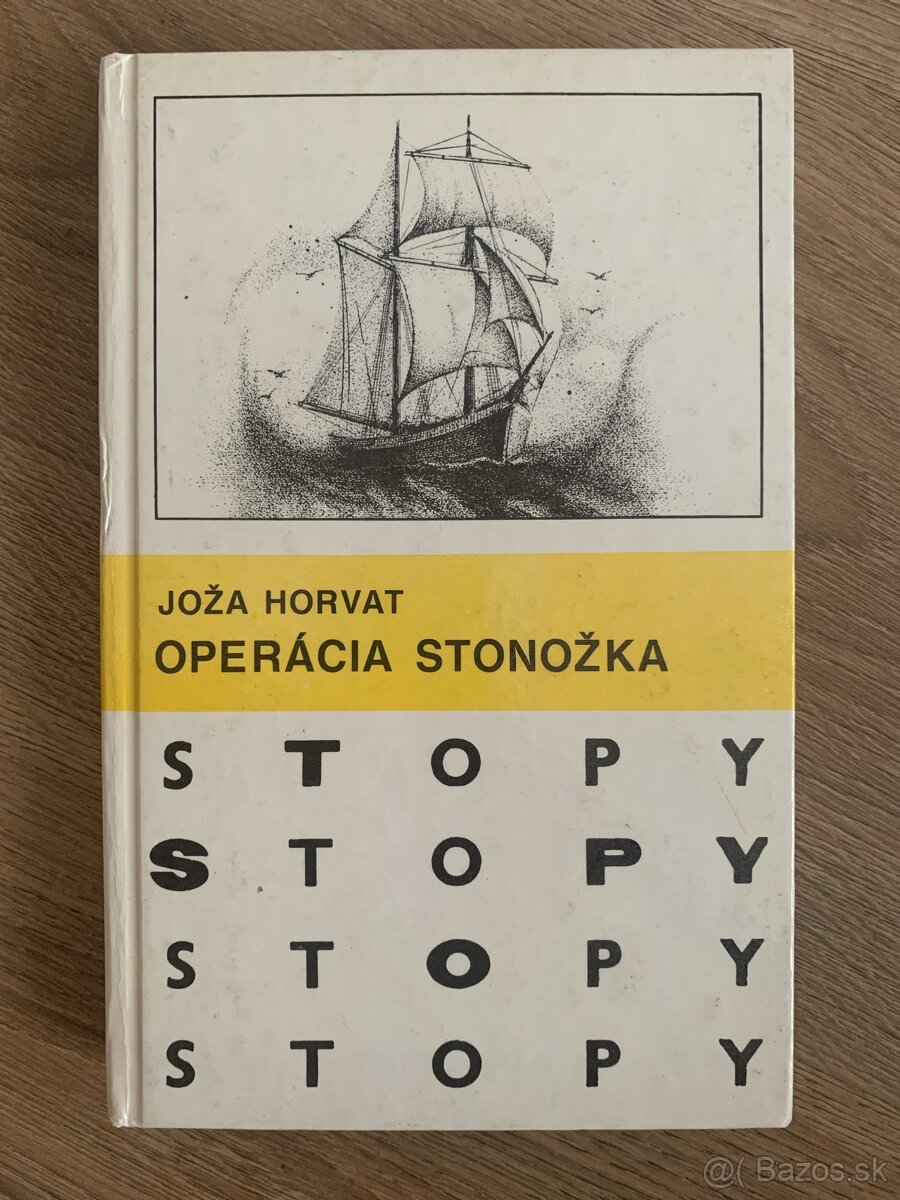 JOŽA HORVAT
OPERÁCIA STONOŽKA
S T O P Y
S T O P Y
S T O P Y
S T O P Y
@( Bazos.sk